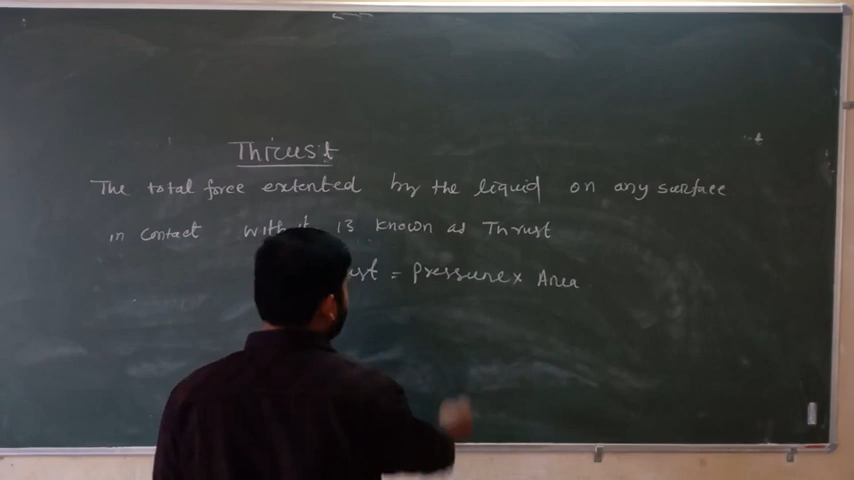 Thrust
The total force extented by the liquid on any surface
in contact with it is known as Thrust
ust = Pressure x Area